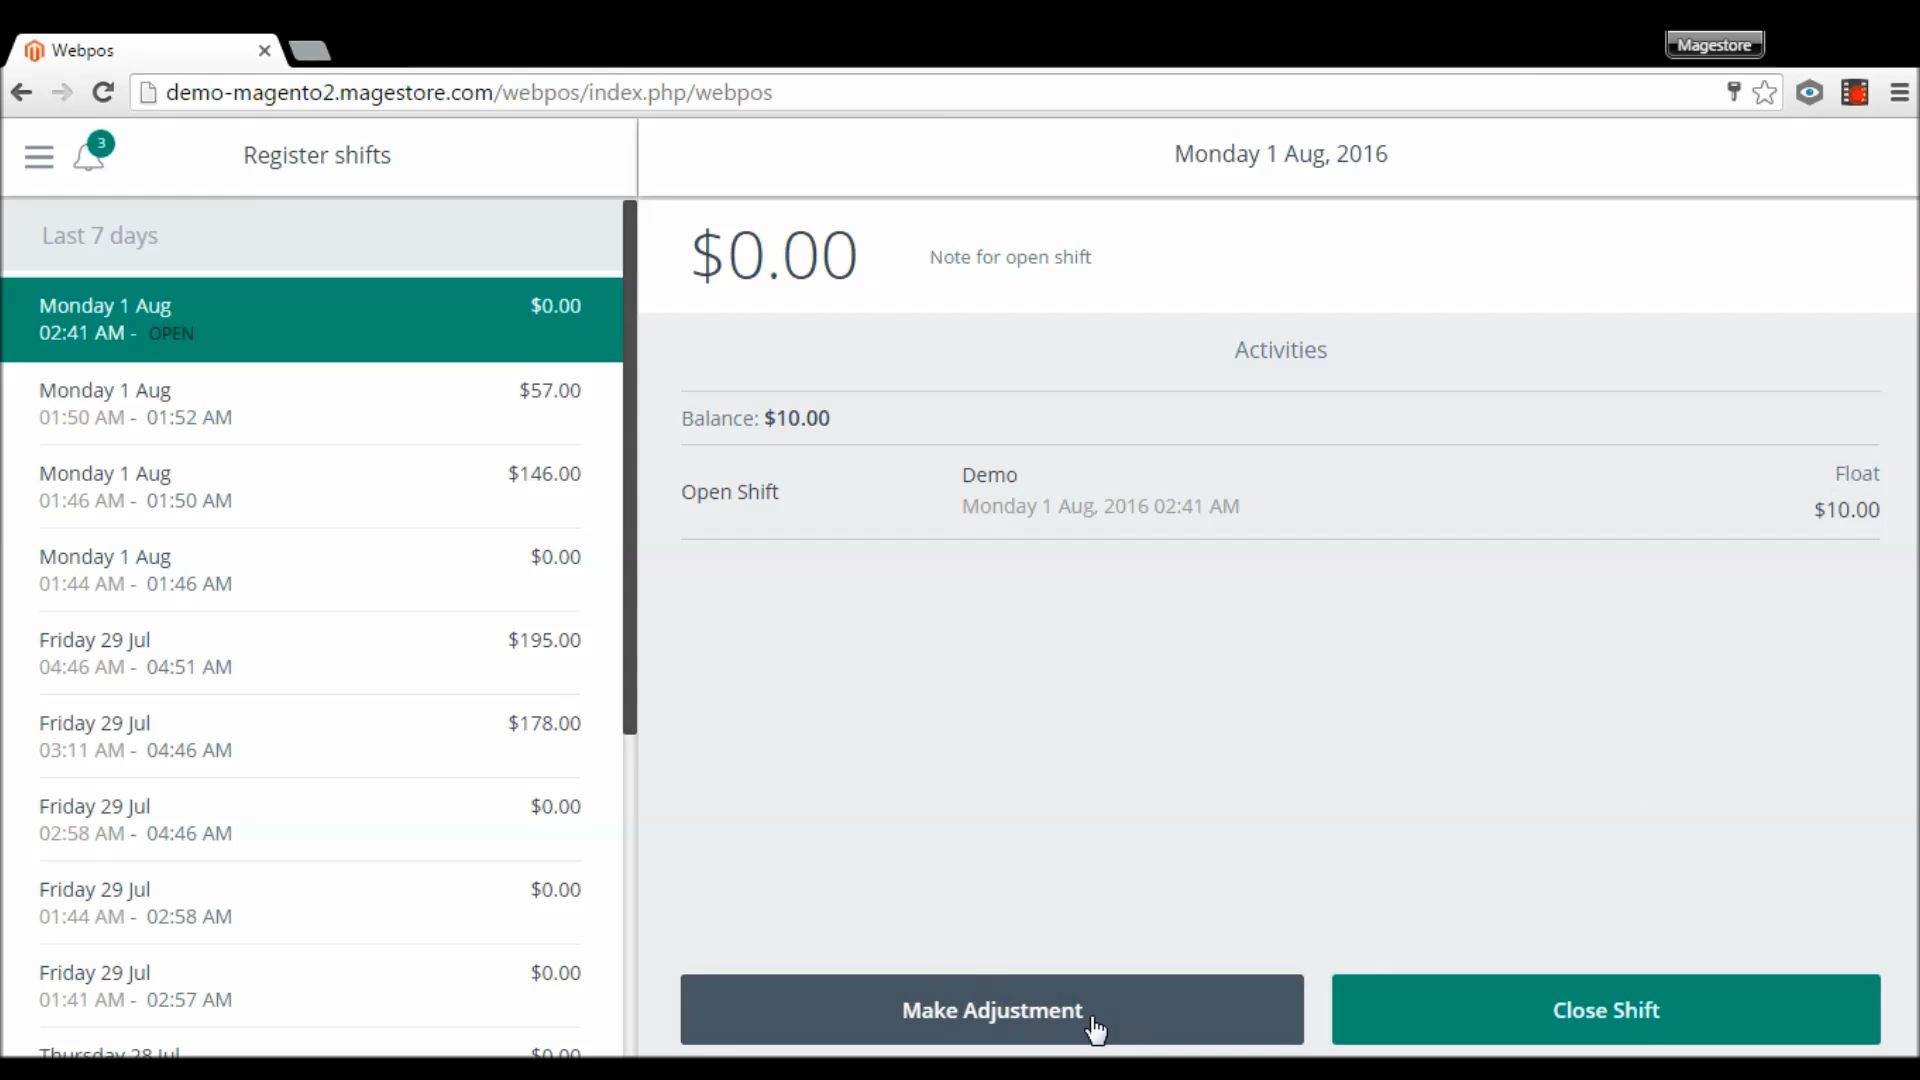 Webpos
Magestore
demo-magento2.magestore.com/webpos/index.php/webpos
3
Register shifts
Monday 1 Aug, 2016
Last 7 days
Monday 1 Aug $0.00
02:41 AM - OPEN
Monday 1 Aug $57.00
01:50 AM - 01:52 AM
Monday 1 Aug $146.00
01:46 AM - 01:50 AM
Monday 1 Aug $0.00
01:44 AM - 01:46 AM
Friday 29 Jul $195.00
04:46 AM - 04:51 AM
Friday 29 Jul $178.00
03:11 AM - 04:46 AM
Friday 29 Jul $0.00
02:58 AM - 04:46 AM
Friday 29 Jul $0.00
01:44 AM - 02:58 AM
Friday 29 Jul $0.00
01:41 AM - 02:57 AM
Thursday 28 Jul $0.00
$0.00
Note for open shift
Activities
Balance: $10.00
Open Shift
Demo
Monday 1 Aug, 2016 02:41 AM
Float
$10.00
Make Adjustment
Close Shift